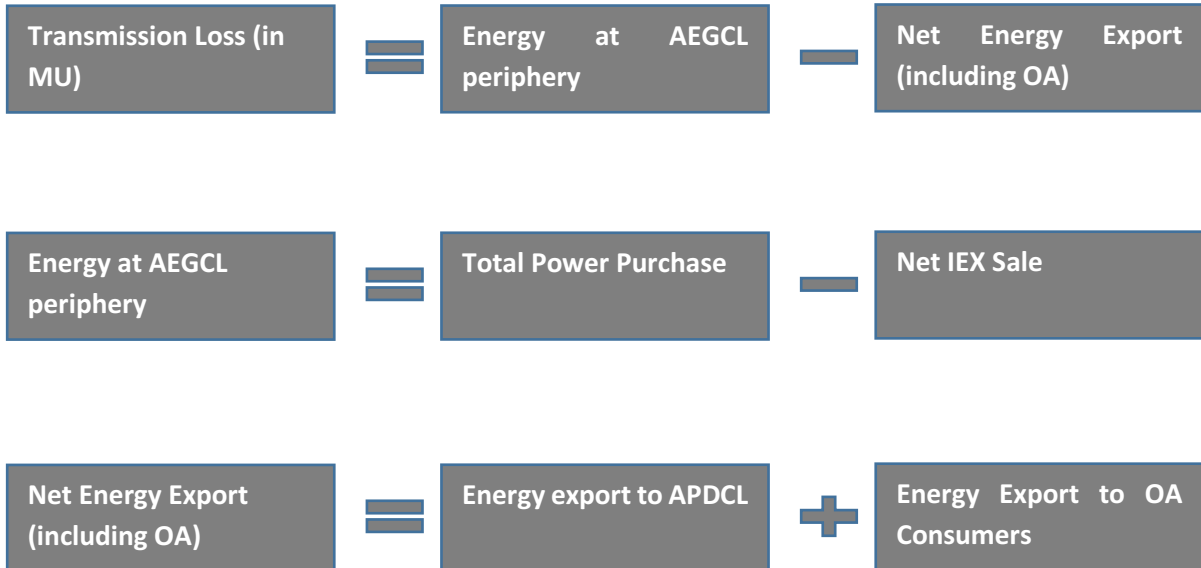 Transmission Loss (in
MU)
Energy at AEGCL
periphery
Net Energy Export
(including OA)
Energy at AEGCL
periphery
Total Power Purchase
Net IEX Sale
Net Energy Export
(including OA)
Energy export to APDCL
Energy Export to OA
Consumers